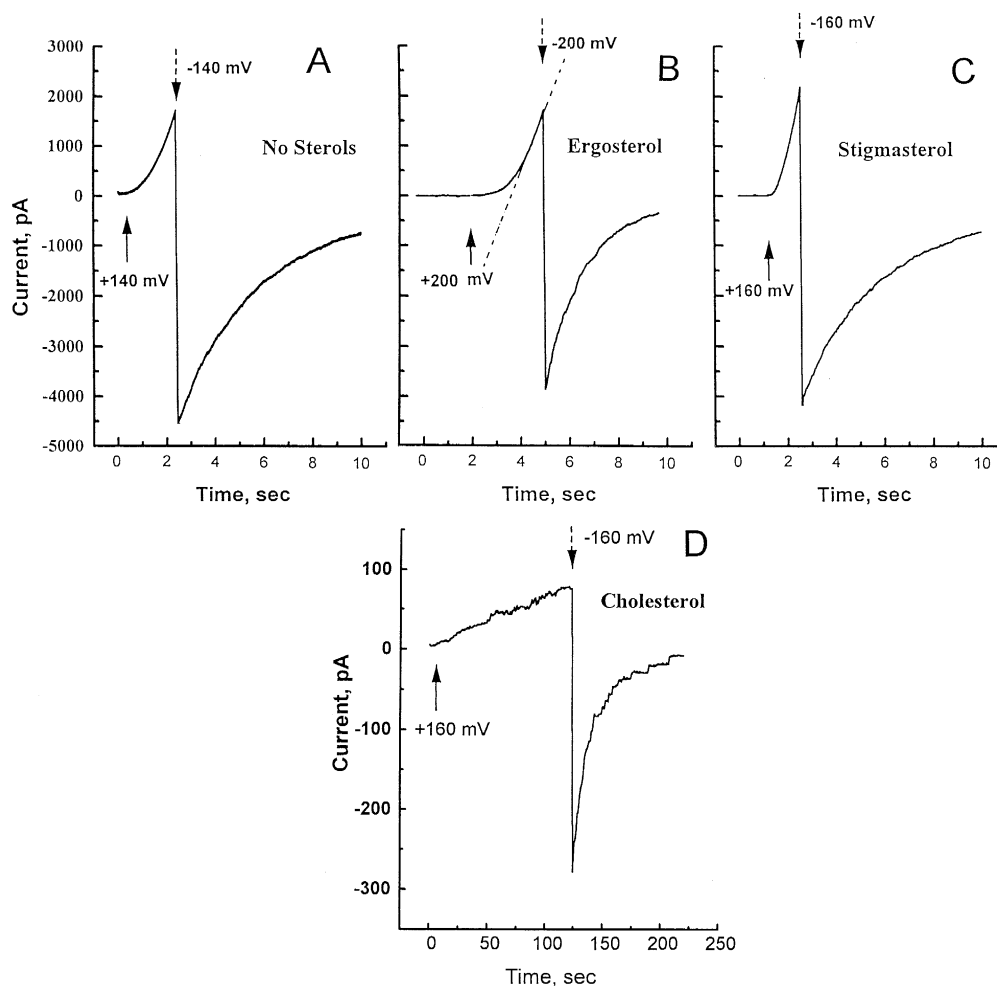 A
B
C
-140 mV
-200 mV
-160 mV
No Sterols
Ergosterol
Stigmasterol
3000
2000
1000
0
-1000
-2000
-3000
-4000
-5000
Current, pA
+140 mV
+200 mV
+160 mV
0 2 4 6 8 10
0 2 4 6 8 10
0 2 4 6 8 10
Time, sec
Time, sec
Time, sec
D
-160 mV
Cholesterol
100
0
-100
-200
-300
Current, pA
+160 mV
0 50 100 150 200 250
Time, sec